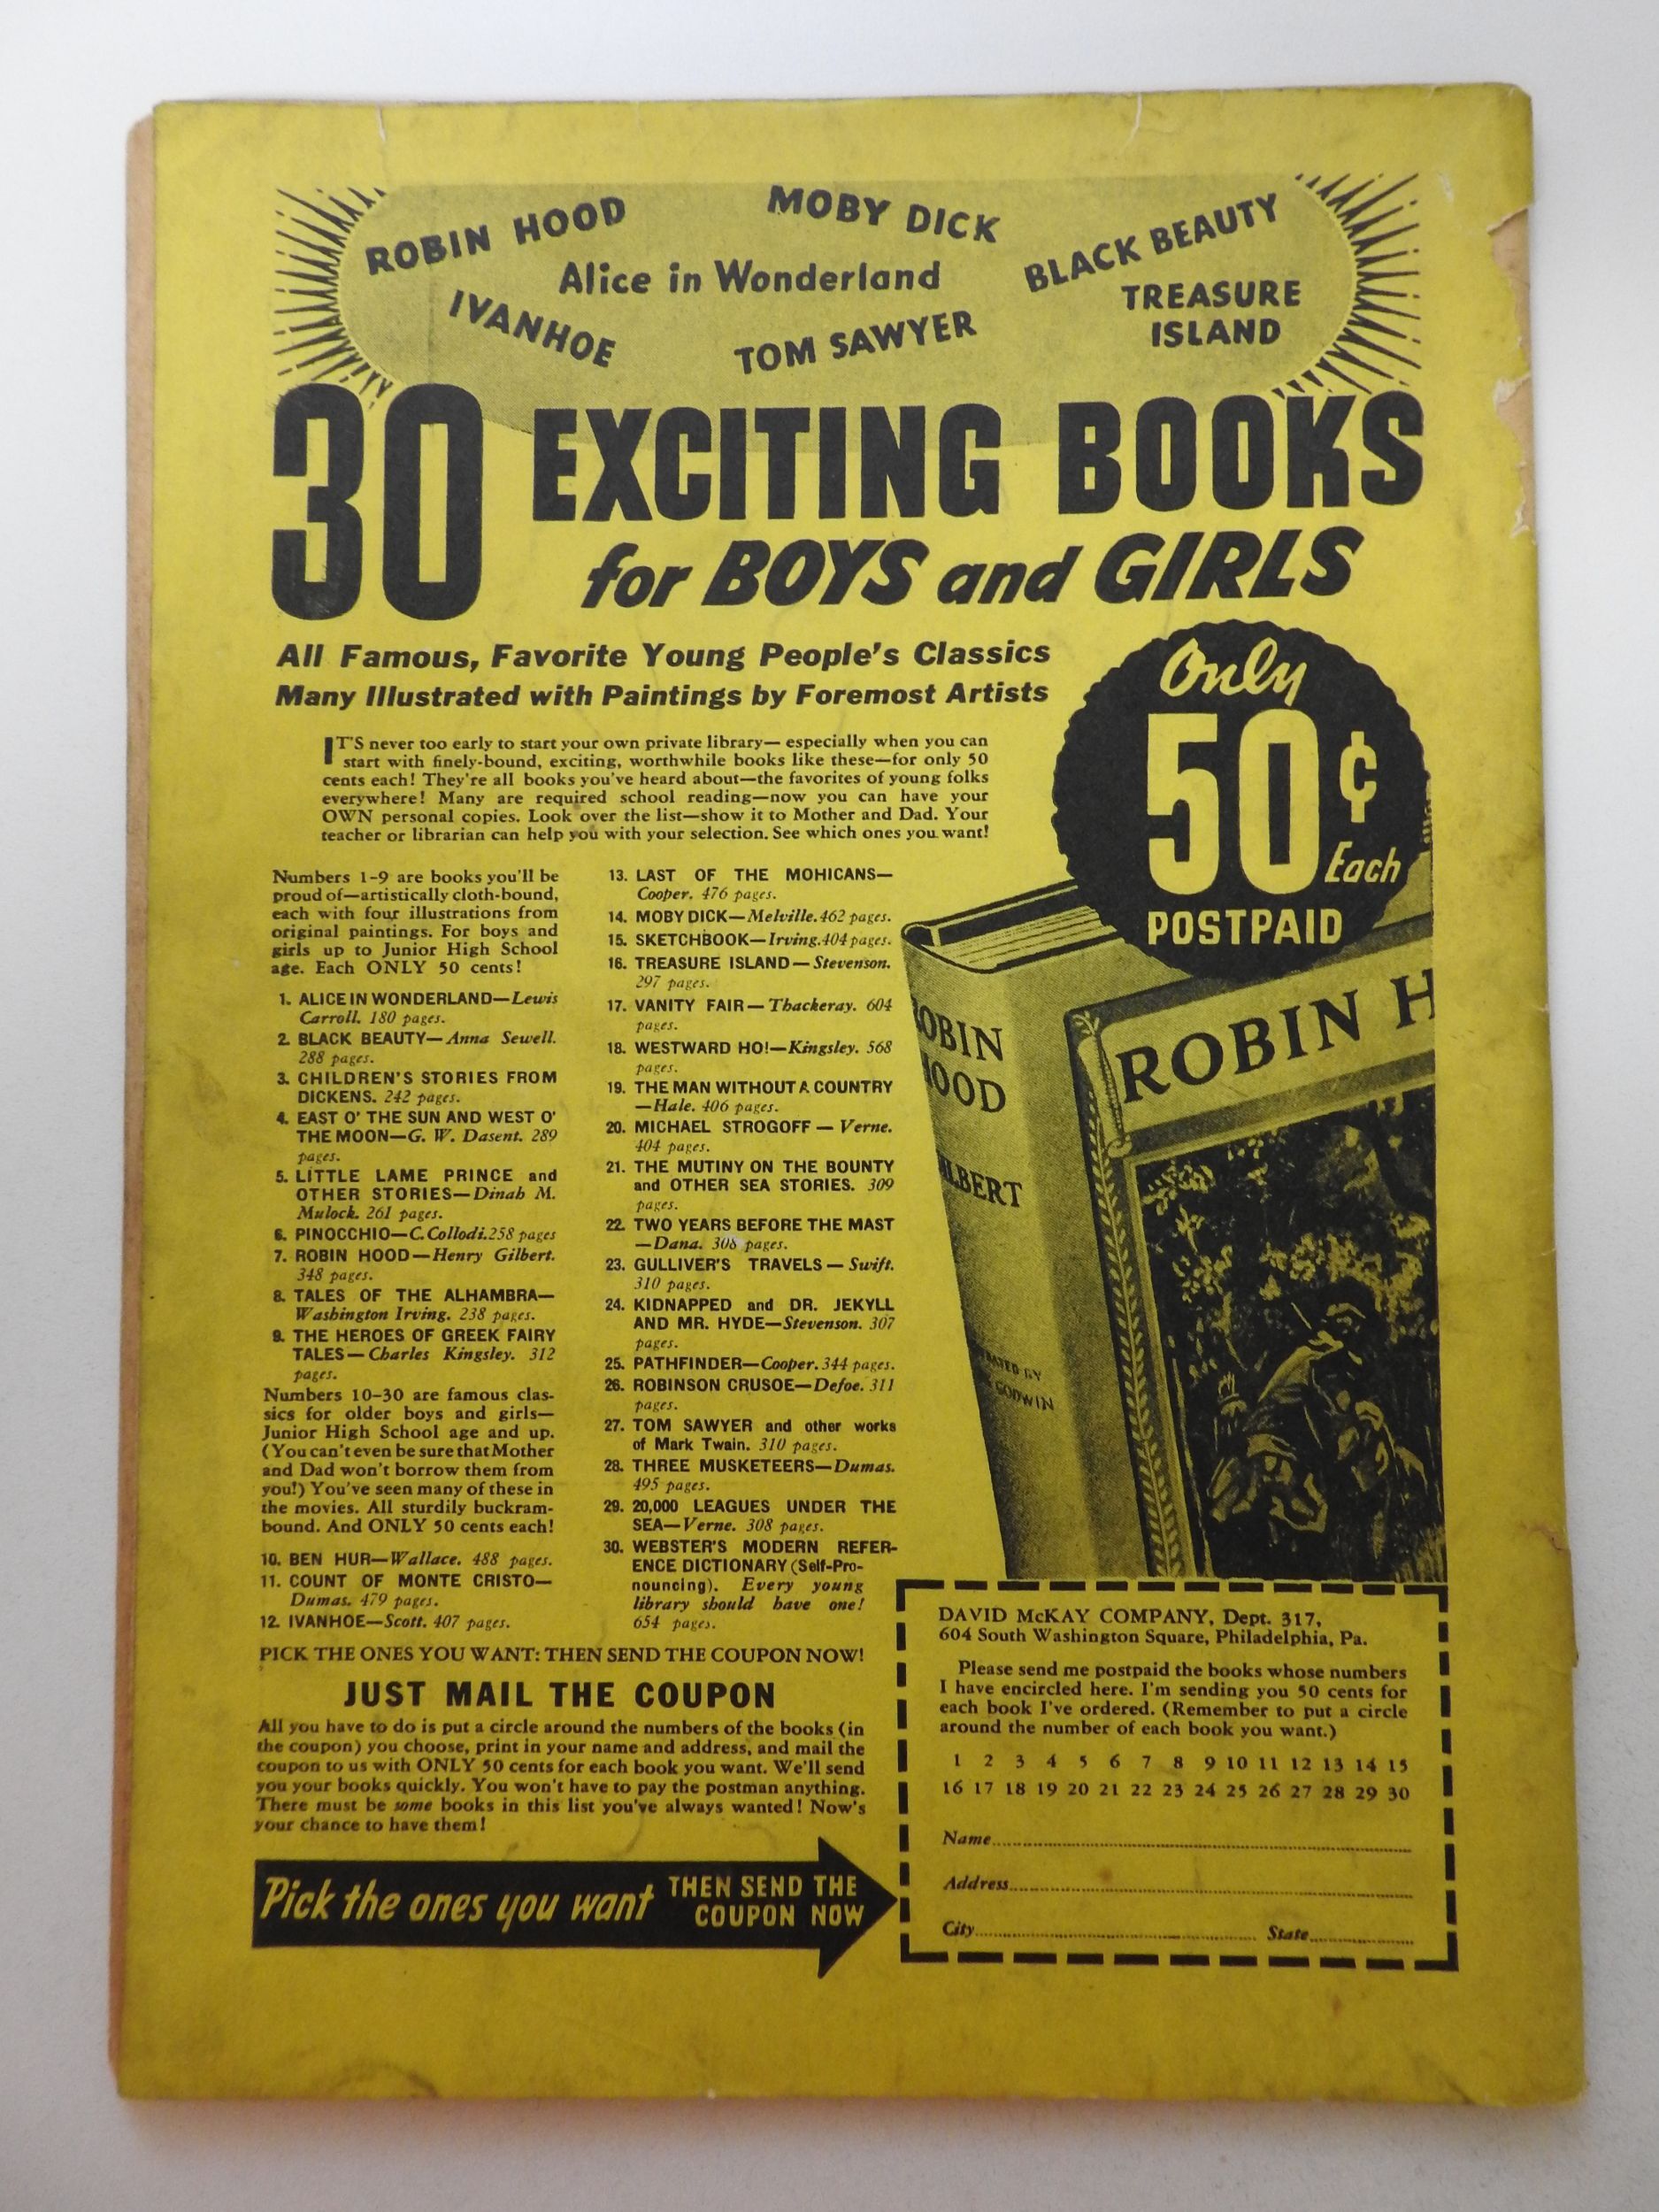 ROBIN HOOD
MOBY DICK
BLACK BEAUTY
Alice in Wonderland
IVANHOE
TOM SAWYER
TREASURE
ISLAND
30 EXCITING BOOKS
for BOYS and GIRLS
All Famous, Favorite Young People's Classics
Many Illustrated with Paintings by Foremost Artists
Only
50¢
Each
POSTPAID
IT'S never too early to start your own private library— especially when you can
start with finely-bound, exciting, worthwhile books like these—for only 50
cents each! They're all books you've heard about—the favorites of young folks
everywhere! Many are required school reading—now you can have your
OWN personal copies. Look over the list—show it to Mother and Dad. Your
teacher or librarian can help you with your selection. See which ones you want!
Numbers 1-9 are books you'll be
proud of—artistically cloth-bound,
each with four illustrations from
original paintings. For boys and
girls up to Junior High School
age. Each ONLY 50 cents!
1. ALICE IN WONDERLAND—Lewis
Carroll. 180 pages.
2. BLACK BEAUTY—Anna Sewell.
288 pages.
3. CHILDREN'S STORIES FROM
DICKENS. 242 pages.
4. EAST O' THE SUN AND WEST O'
THE MOON—G. W. Dasent. 289
pages.
5. LITTLE LAME PRINCE and
OTHER STORIES—Dinah M.
Mulock. 261 pages.
6. PINOCCHIO—C. Collodi. 258 pages
7. ROBIN HOOD—Henry Gilbert.
348 pages.
8. TALES OF THE ALHAMBRA—
Washington Irving. 238 pages.
9. THE HEROES OF GREEK FAIRY
TALES—Charles Kingsley. 312
pages.
Numbers 10-30 are famous clas-
sics for older boys and girls—
Junior High School age and up.
(You can't even be sure that Mother
and Dad won't borrow them from
you!) You've seen many of these in
the movies. All sturdily buckram-
bound. And ONLY 50 cents each!
10. BEN HUR—Wallace. 488 pages.
11. COUNT OF MONTE CRISTO—
Dumas. 479 pages.
12. IVANHOE—Scott. 407 pages.
13. LAST OF THE MOHICANS—
Cooper. 476 pages.
14. MOBY DICK—Melville. 462 pages.
15. SKETCHBOOK—Irving. 404 pages.
16. TREASURE ISLAND—Stevenson.
297 pages.
17. VANITY FAIR—Thackeray. 604
pages.
18. WESTWARD HO!—Kingsley. 568
pages.
19. THE MAN WITHOUT A COUNTRY
—Hale. 406 pages.
20. MICHAEL STROGOFF — Verne.
404 pages.
21. THE MUTINY ON THE BOUNTY
and OTHER SEA STORIES. 309
pages.
22. TWO YEARS BEFORE THE MAST
—Dana. 308 pages.
23. GULLIVER'S TRAVELS — Swift.
310 pages.
24. KIDNAPPED and DR. JEKYLL
AND MR. HYDE—Stevenson. 307
pages.
25. PATHFINDER—Cooper. 344 pages.
26. ROBINSON CRUSOE—Defoe. 311
pages.
27. TOM SAWYER and other works
of Mark Twain. 310 pages.
28. THREE MUSKETEERS—Dumas.
495 pages.
29. 20,000 LEAGUES UNDER THE
SEA—Verne. 308 pages.
30. WEBSTER'S MODERN REFER-
ENCE DICTIONARY (Self-Pro-
nouncing). Every young
library should have one!
654 pages.
OBIN
OOD
LBERT
GODWIN
ROBIN H
PICK THE ONES YOU WANT: THEN SEND THE COUPON NOW!
JUST MAIL THE COUPON
All you have to do is put a circle around the numbers of the books (in
the coupon) you choose, print in your name and address, and mail the
coupon to us with ONLY 50 cents for each book you want. We'll send
you your books quickly. You won't have to pay the postman anything.
There must be some books in this list you've always wanted! Now's
your chance to have them!
Pick the ones you want
THEN SEND THE
COUPON NOW
DAVID McKAY COMPANY, Dept. 317,
604 South Washington Square, Philadelphia, Pa.
Please send me postpaid the books whose numbers
I have encircled here. I'm sending you 50 cents for
each book I've ordered. (Remember to put a circle
around the number of each book you want.)
1 2 3 4 5 6 7 8 9 10 11 12 13 14 15
16 17 18 19 20 21 22 23 24 25 26 27 28 29 30
Name
Address
City State